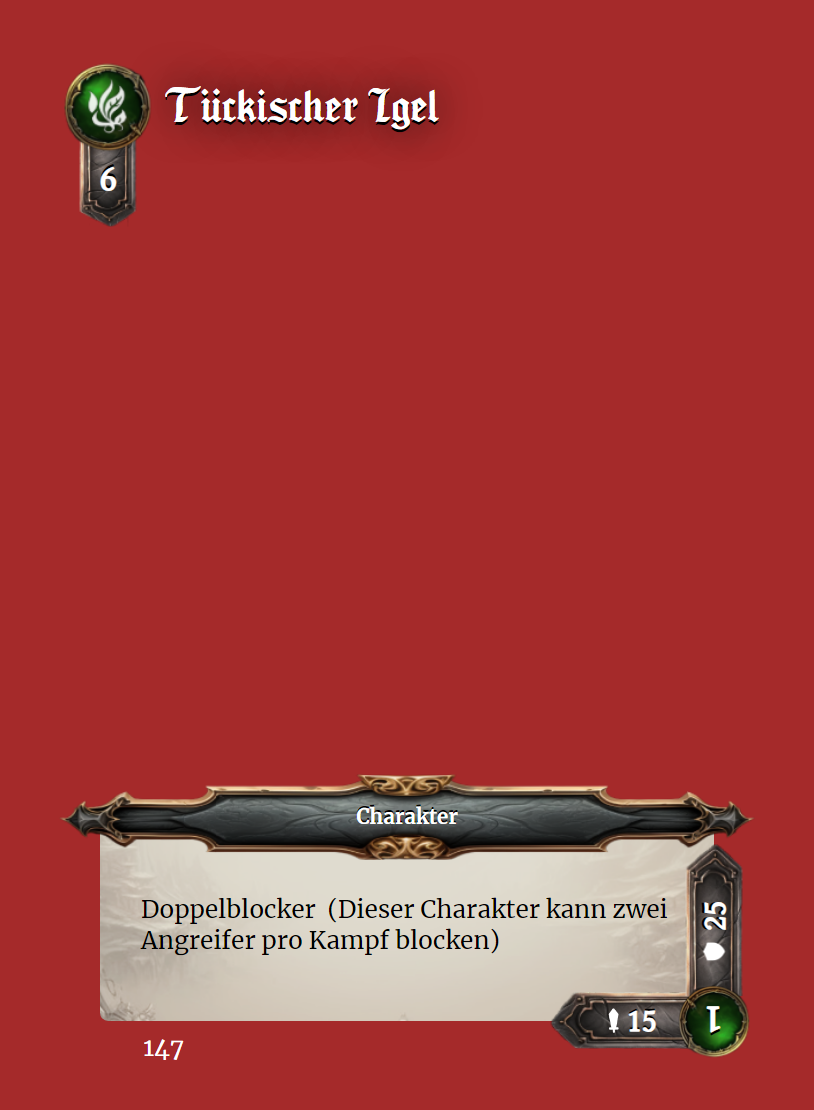 Tückischer Igel
6
Charakter
Doppelblocker (Dieser Charakter kann zwei
Angreifer pro Kampf blocken)
25
15
1
147